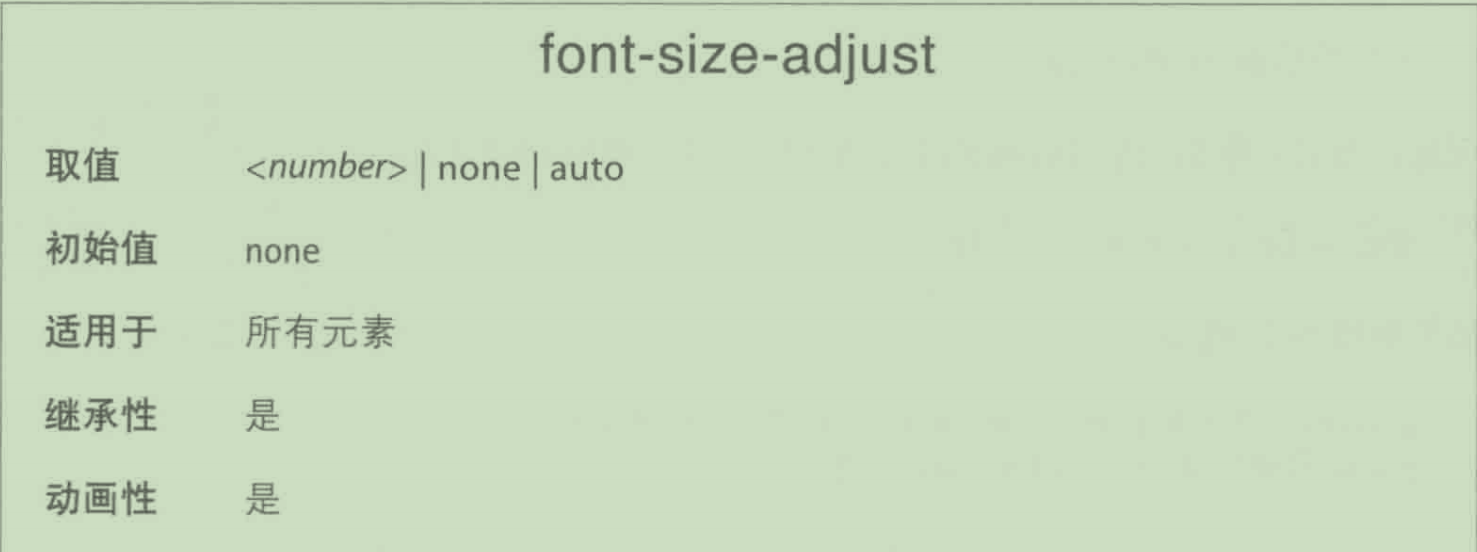 font-size-adjust
取值 <number> | none | auto
初始值 none
适用于 所有元素
继承性 是
动画性 是